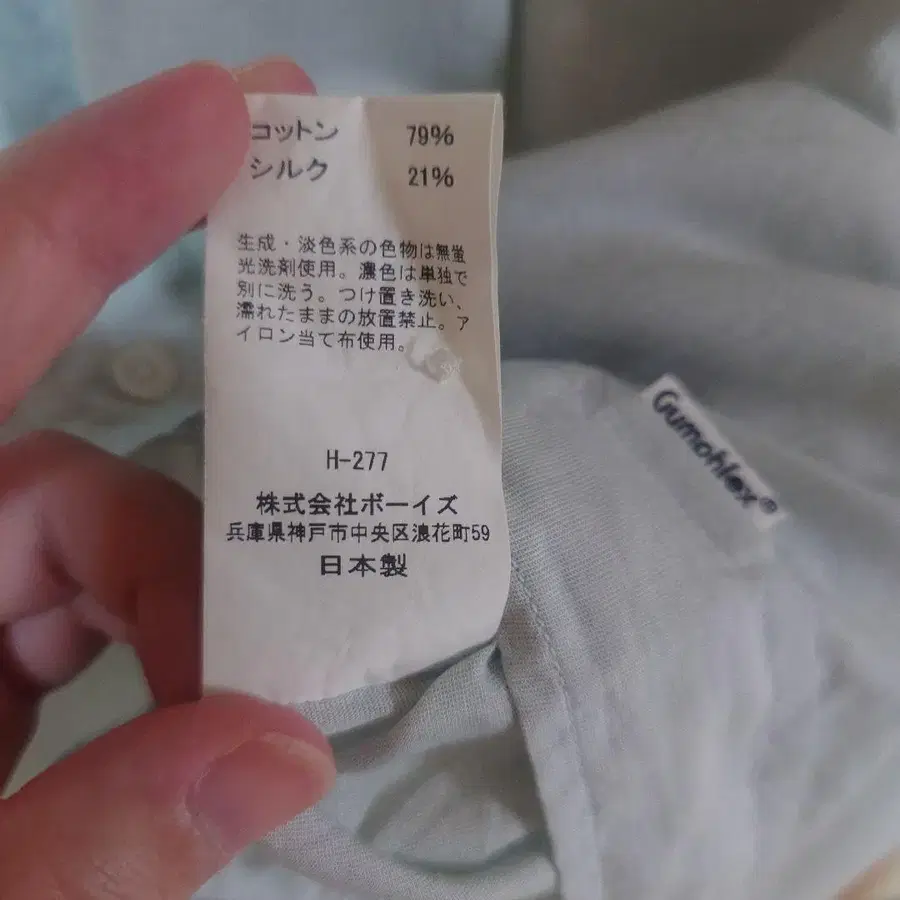 コットン 79%
シルク 21%
生成・淡色系の色物は無蛍
光洗剤使用。濃色は単独で
別に洗う。つけ置き洗い、
濡れたままの放置禁止。ア
イロン当て布使用。
H-277
株式会社ボーイズ
兵庫県神戸市中央区浪花町59
日本製
Gumohlex®